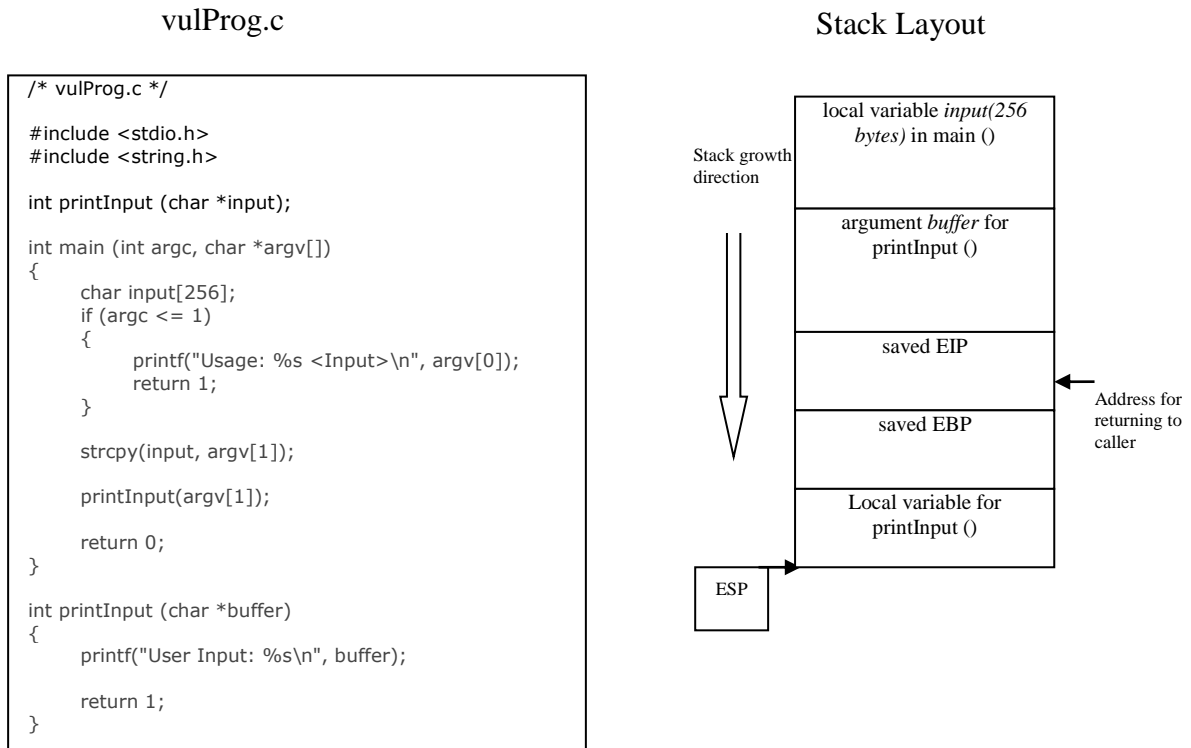 vulProg.c
/* vulProg.c */
#include <stdio.h>
#include <string.h>
int printInput (char *input);
int main (int argc, char *argv[])
{
char input[256];
if (argc <= 1)
{
printf("Usage: %s <Input>\n", argv[0]);
return 1;
}
strcpy(input, argv[1]);
printInput(argv[1]);
return 0;
}
int printInput (char *buffer)
{
printf("User Input: %s\n", buffer);
return 1;
}
Stack Layout
Stack growth
direction
local variable input(256
bytes) in main ()
argument buffer for
printInput ()
saved EIP
Address for
returning to
caller
saved EBP
Local variable for
printInput ()
ESP